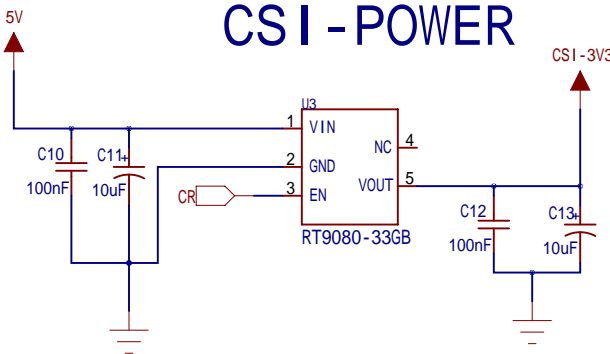 CSI-POWER
5V
CSI-3V3
U3
1 VIN
NC 4
C10
C11
2 GND
100nF
10uF
VOUT 5
CR
3 EN
C12
C13
RT9080-33GB
100nF
10uF